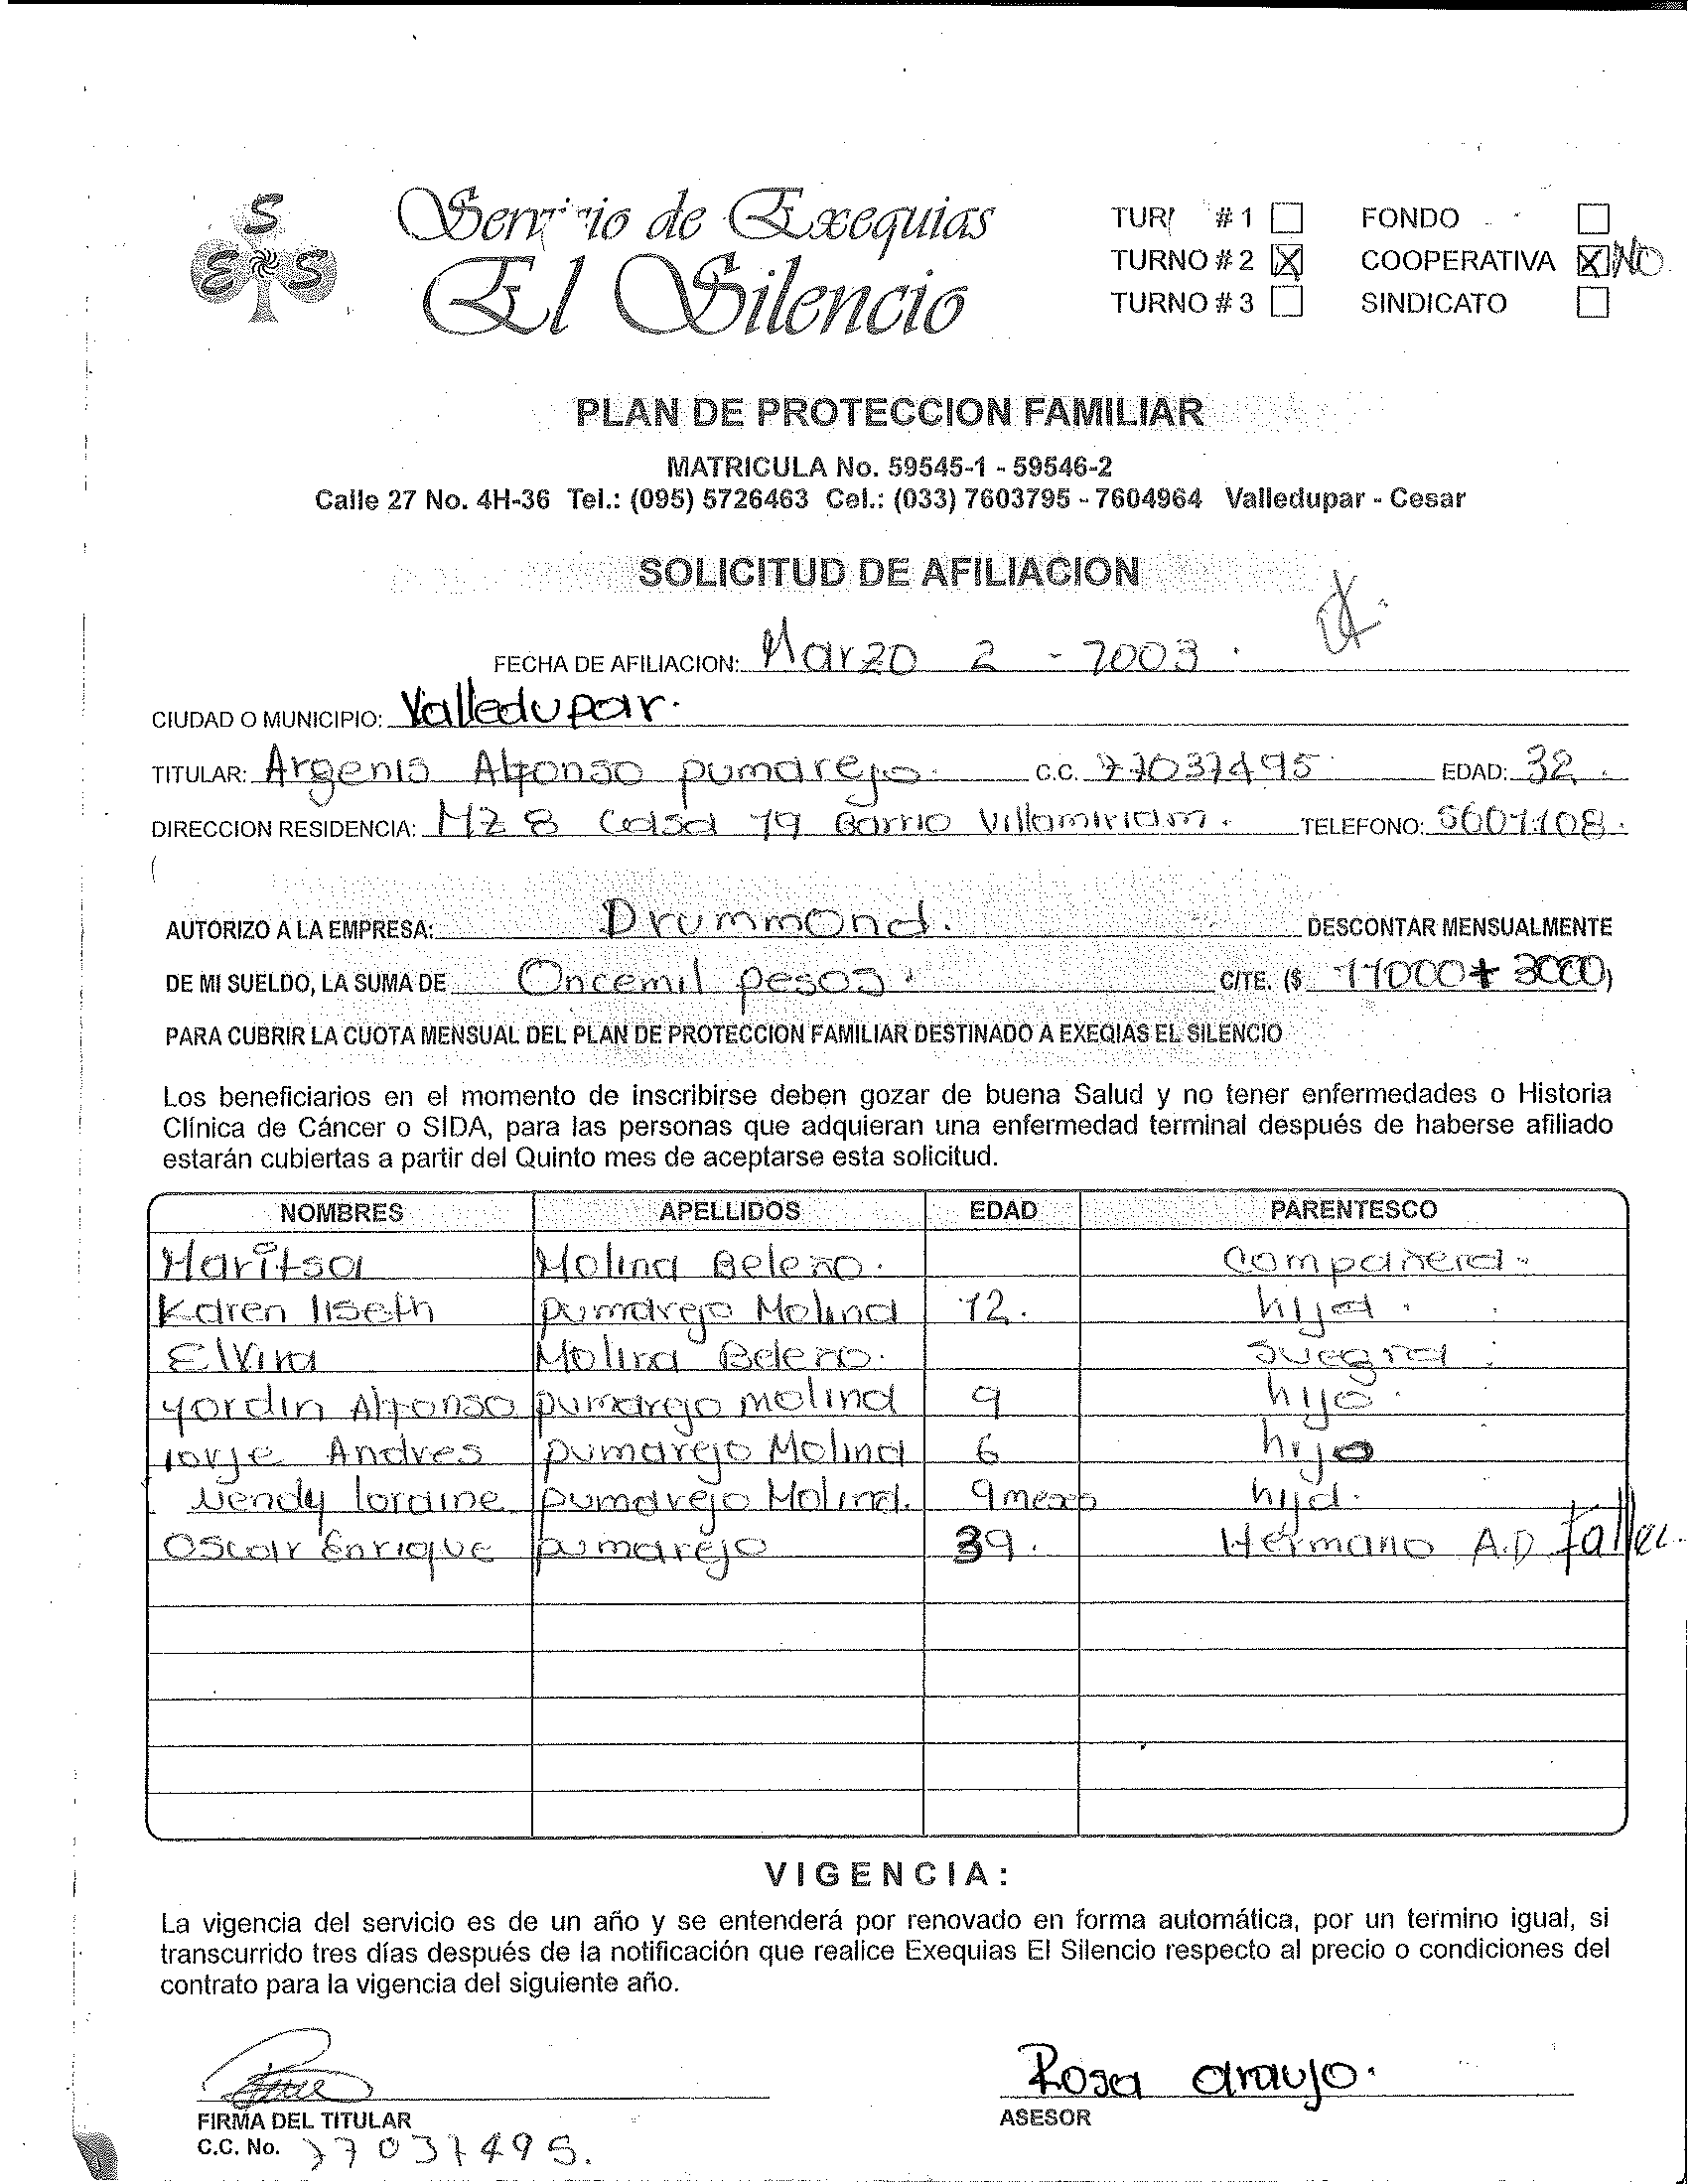 S
E S
Servicio de Exequias
El Silencio
TUR # 1
TURNO # 2 X
TURNO # 3
FONDO
COOPERATIVA X NO
SINDICATO
PLAN DE PROTECCION FAMILIAR
MATRICULA No. 59545-1 - 59546-2
Calle 27 No. 4H-36 Tel.: (095) 5726463 Cel.: (033) 7603795 - 7604964 Valledupar - Cesar
SOLICITUD DE AFILIACION
FECHA DE AFILIACION: Marzo 2 - 2003.
CIUDAD O MUNICIPIO: Valledupar.
TITULAR: Argenis Alfonso pumarejo. C.C. 77037495 EDAD: 32.
DIRECCION RESIDENCIA: Mz 8 Casa 19 Barrio Villamiriam. TELEFONO: 5601108.
AUTORIZO A LA EMPRESA: Drummond. DESCONTAR MENSUALMENTE
DE MI SUELDO, LA SUMA DE Oncemil pesos. C/TE. ($ 11000 + 3000)
PARA CUBRIR LA CUOTA MENSUAL DEL PLAN DE PROTECCION FAMILIAR DESTINADO A EXEQIAS EL SILENCIO
Los beneficiarios en el momento de inscribirse deben gozar de buena Salud y no tener enfermedades o Historia
Clínica de Cáncer o SIDA, para las personas que adquieran una enfermedad terminal después de haberse afiliado
estarán cubiertas a partir del Quinto mes de aceptarse esta solicitud.
NOMBRES APELLIDOS EDAD PARENTESCO
Maritsa Molina Beleño. Compañera.
Karen liseth pumarejo Molina 12. hija.
Elvira Molina Beleño. suegra.
yordin Alfonso pumarejo molina 9 hijo.
Jorje Andres pumarejo Molina 6 hijo
Wendy loraine pumarejo Molina. 9 meses hija.
Oscar Enrique pumarejo 39. Hermano A.D
VIGENCIA:
La vigencia del servicio es de un año y se entenderá por renovado en forma automática, por un termino igual, si
transcurrido tres días después de la notificación que realice Exequias El Silencio respecto al precio o condiciones del
contrato para la vigencia del siguiente año.
Rosa araujo.
FIRMA DEL TITULAR
ASESOR
C.C. No. 77037495.